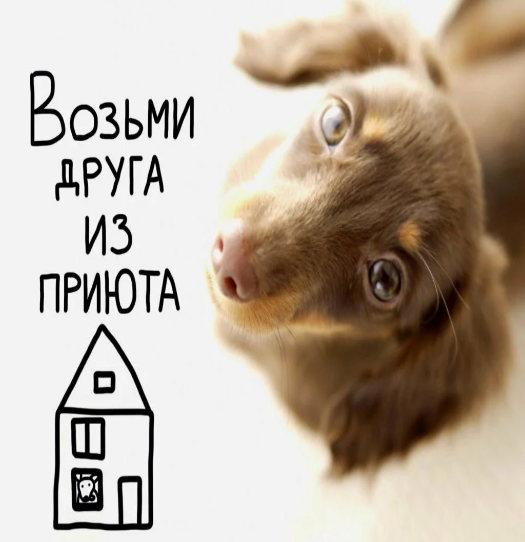 Возьми
друга
из
приюта